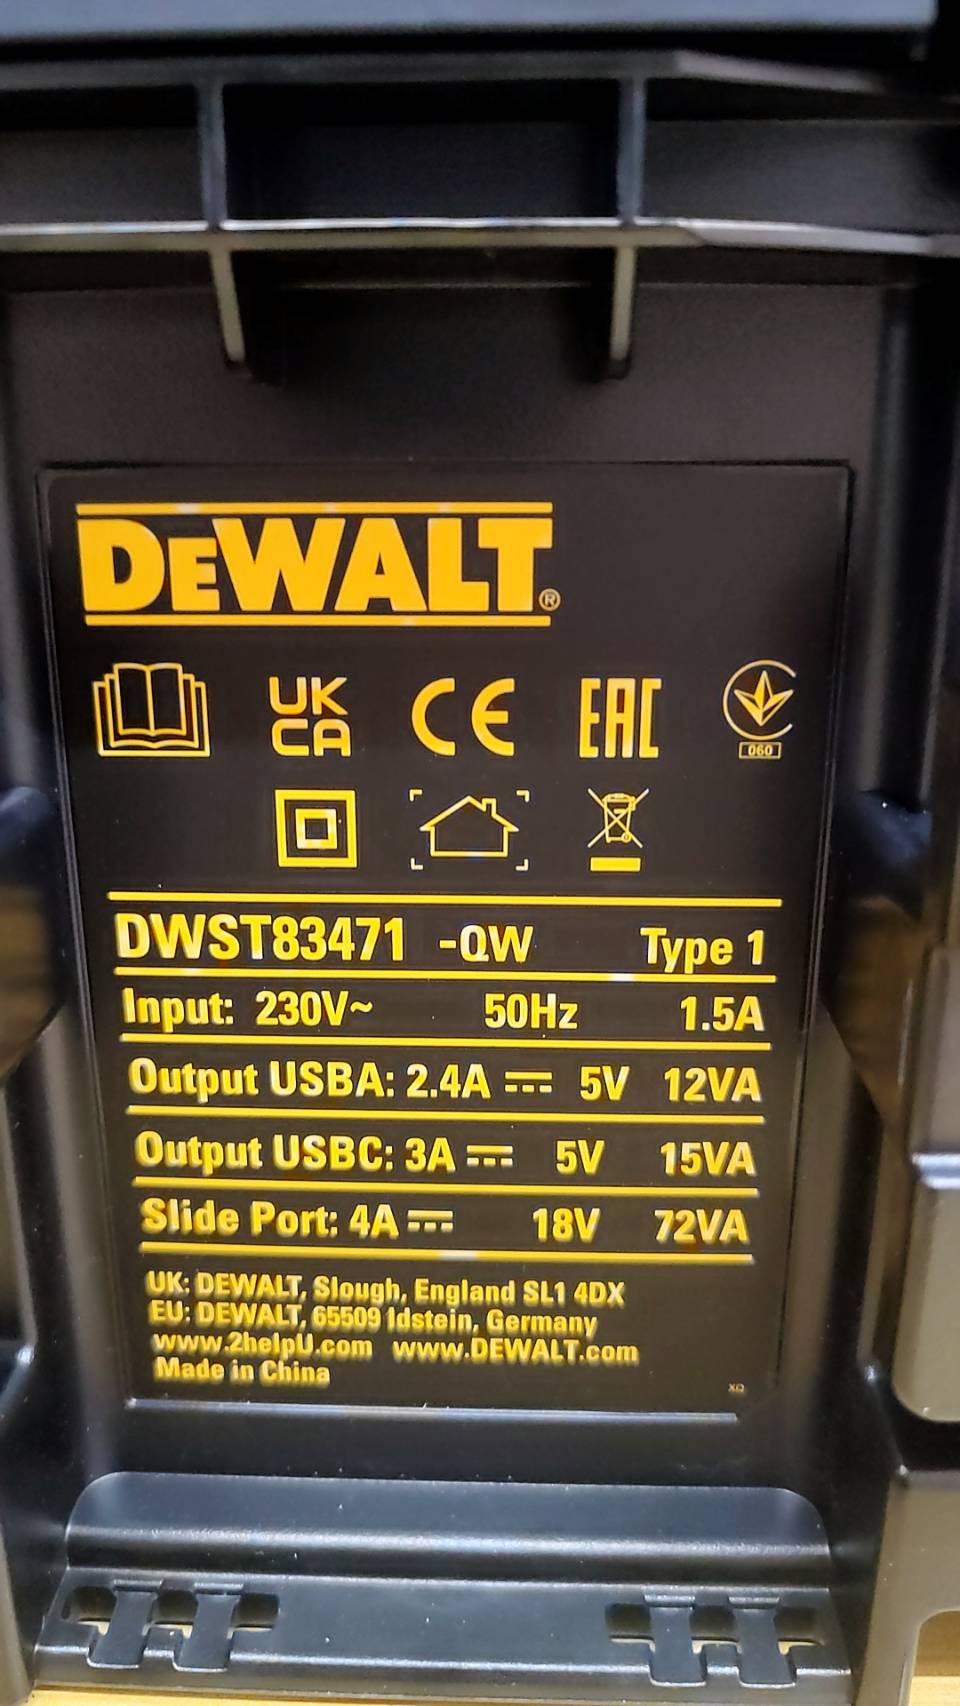 DEWALT®
UK
CA
CE
EAC
060
DWST83471 -QW Type 1
Input: 230V~ 50Hz 1.5A
Output USBA: 2.4A ⎓ 5V 12VA
Output USBC: 3A ⎓ 5V 15VA
Slide Port: 4A ⎓ 18V 72VA
UK: DEWALT, Slough, England SL1 4DX
EU: DEWALT, 65509 Idstein, Germany
www.2helpU.com www.DEWALT.com
Made in China